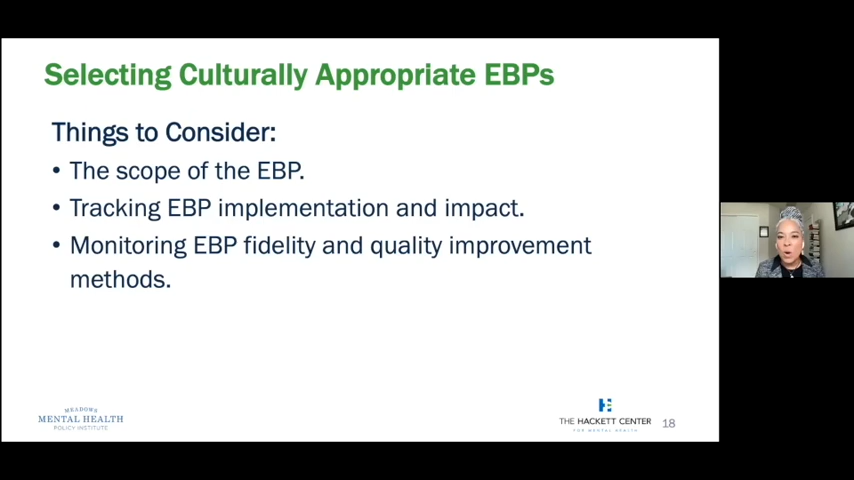 Selecting Culturally Appropriate EBPs
Things to Consider:
• The scope of the EBP.
• Tracking EBP implementation and impact.
• Monitoring EBP fidelity and quality improvement
methods.
MEADOWS
MENTAL HEALTH
POLICY INSTITUTE
THE HACKETT CENTER
FOR MENTAL HEALTH
18